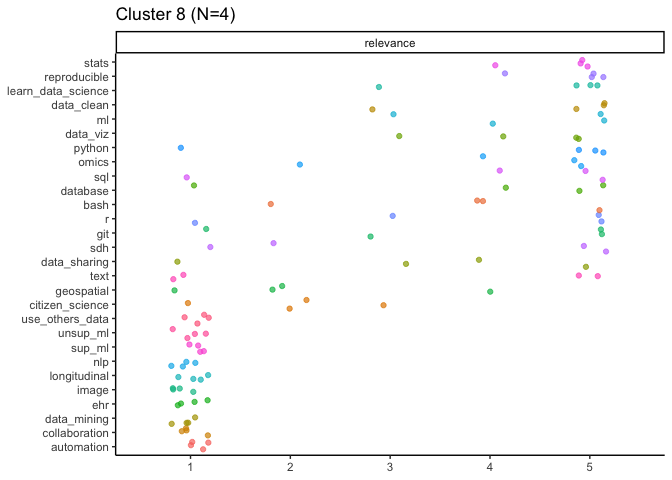 Cluster 8 (N=4)
relevance
stats
reproducible
learn_data_science
data_clean
ml
data_viz
python
omics
sql
database
bash
r
git
sdh
data_sharing
text
geospatial
citizen_science
use_others_data
unsup_ml
sup_ml
nlp
longitudinal
image
ehr
data_mining
collaboration
automation
1 2 3 4 5